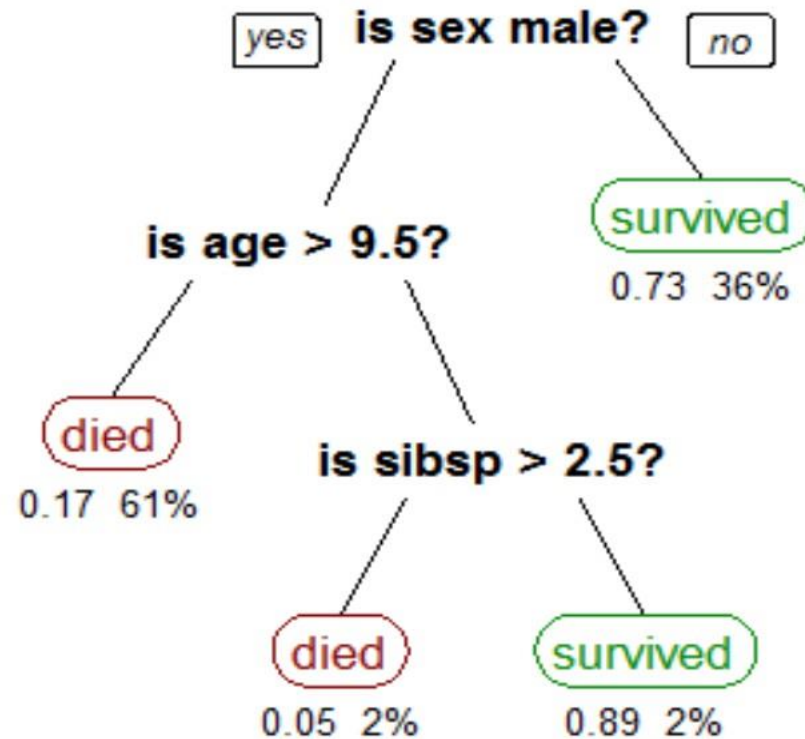 yes is sex male? no
is age > 9.5?
survived
0.73 36%
died
0.17 61%
is sibsp > 2.5?
died
0.05 2%
survived
0.89 2%